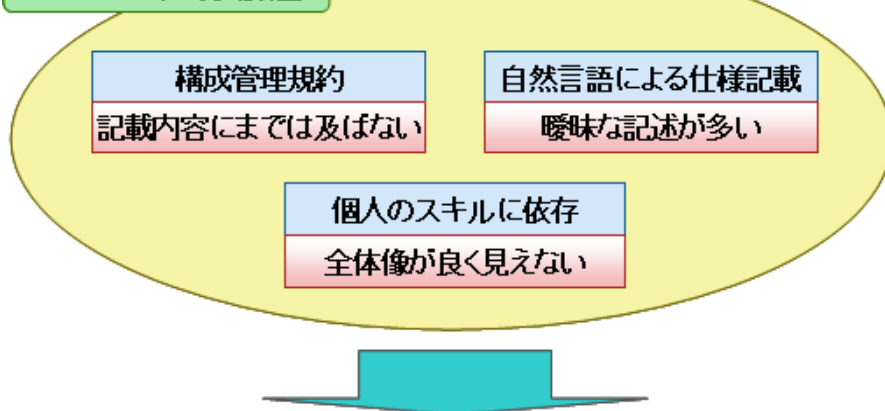 構成管理規約
記載内容にまでは及ばない
自然言語による仕様記載
曖昧な記述が多い
個人のスキルに依存
全体像が良く見えない